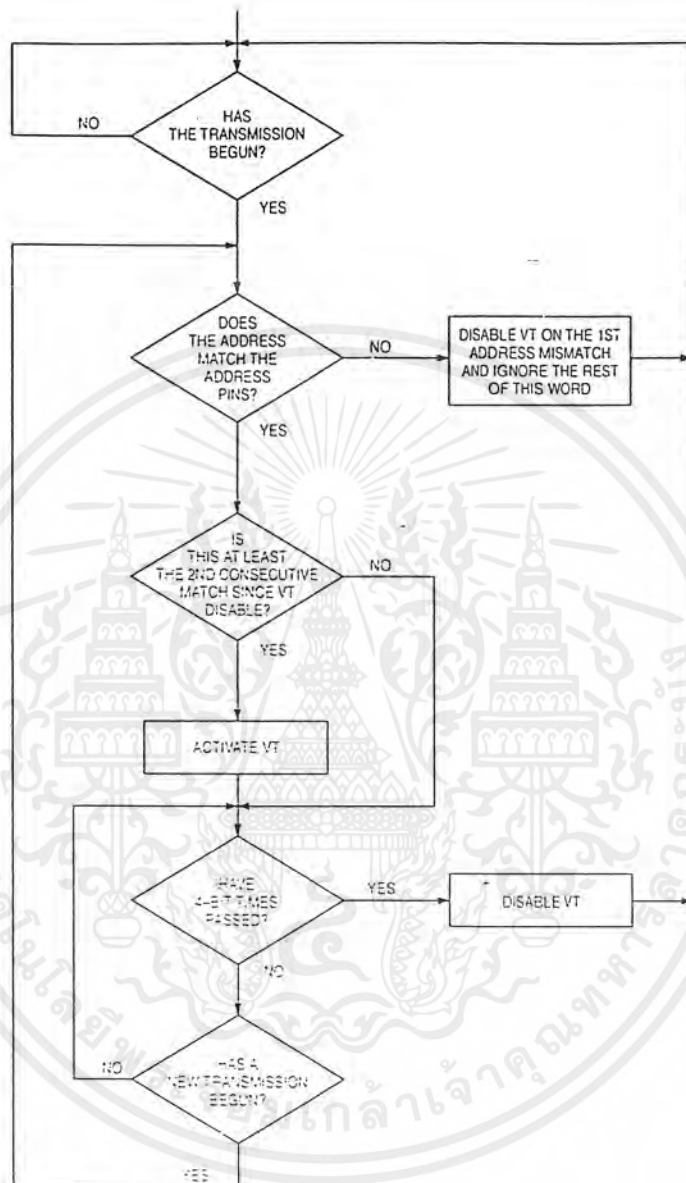 HAS
THE TRANSMISSION
BEGUN?
NO
YES
DOES
THE ADDRESS
MATCH THE
ADDRESS
PINS?
NO
YES
DISABLE VT ON THE 1ST
ADDRESS MISMATCH
AND IGNORE THE REST
OF THIS WORD
IS
THIS AT LEAST
THE 2ND CONSECUTIVE
MATCH SINCE VT
DISABLE?
NO
YES
ACTIVATE VT
HAVE
4-BIT TIMES
PASSED?
YES
NO
DISABLE VT
HAS A
NEW TRANSMISSION
BEGUN?
NO
YES